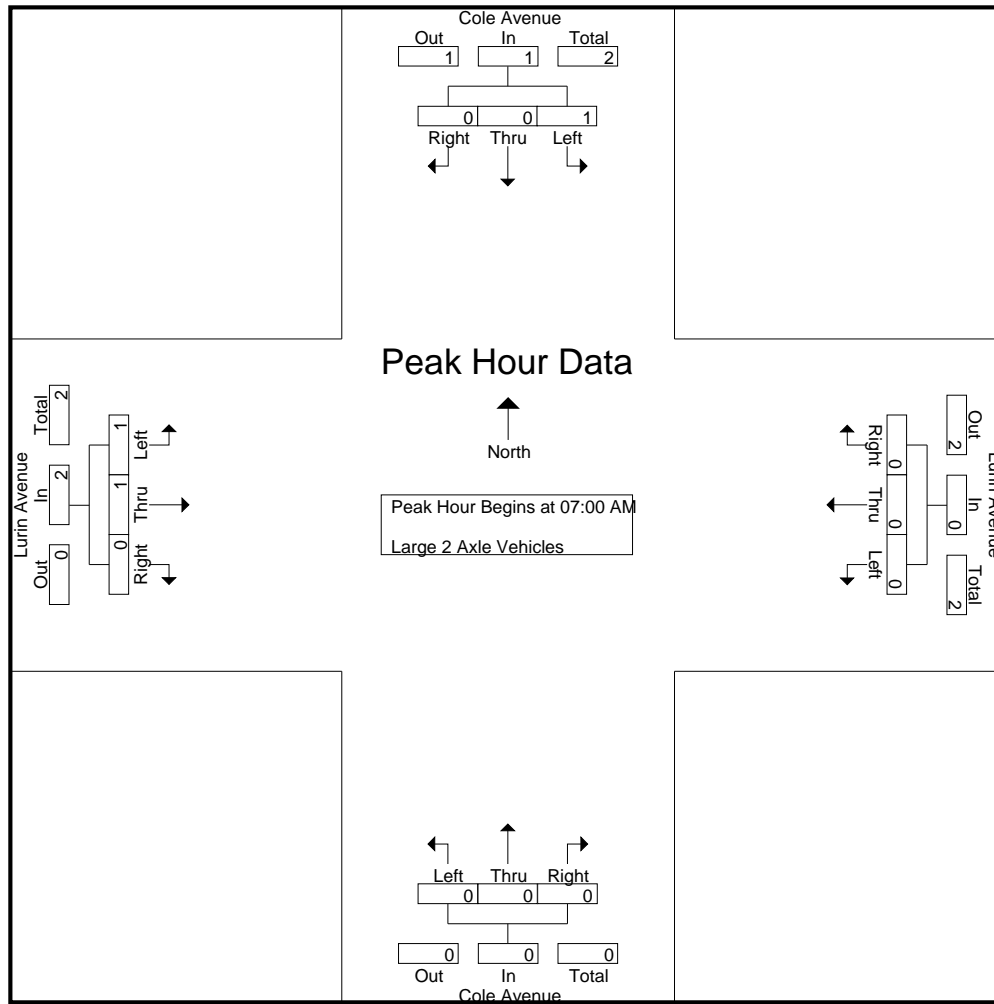 Cole Avenue
Out In Total
1 1 2
0 0 1
Right Thru Left
Peak Hour Data
North
Peak Hour Begins at 07:00 AM
Large 2 Axle Vehicles
Lurin Avenue
Out In Total
0 2 2
Left Thru Right
1 1 0
Lurin Avenue
Out In Total
2 0 2
Right Thru Left
0 0 0
Left Thru Right
0 0 0
0 0 0
Out In Total
Cole Avenue